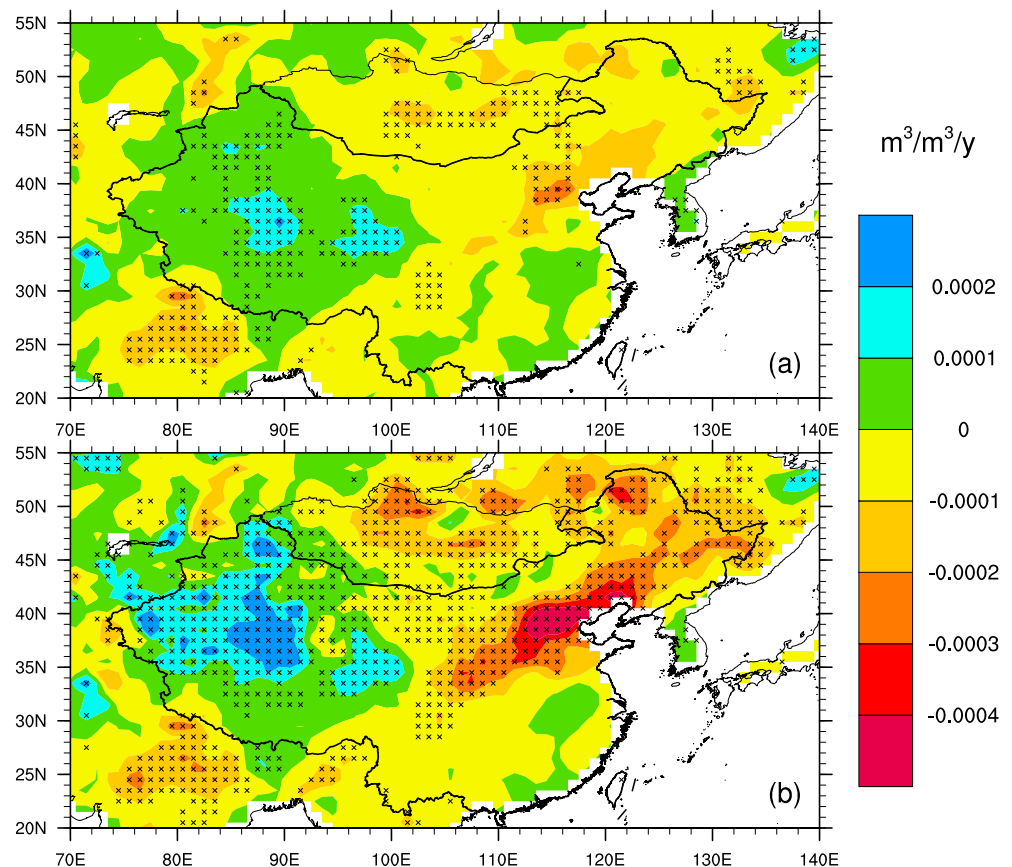 55N
50N
45N
40N
35N
30N
25N
20N
(a)
70E 80E 90E 100E 110E 120E 130E 140E
55N
50N
45N
40N
35N
30N
25N
20N
(b)
70E 80E 90E 100E 110E 120E 130E 140E
m³/m³/y
0.0002
0.0001
0
-0.0001
-0.0002
-0.0003
-0.0004